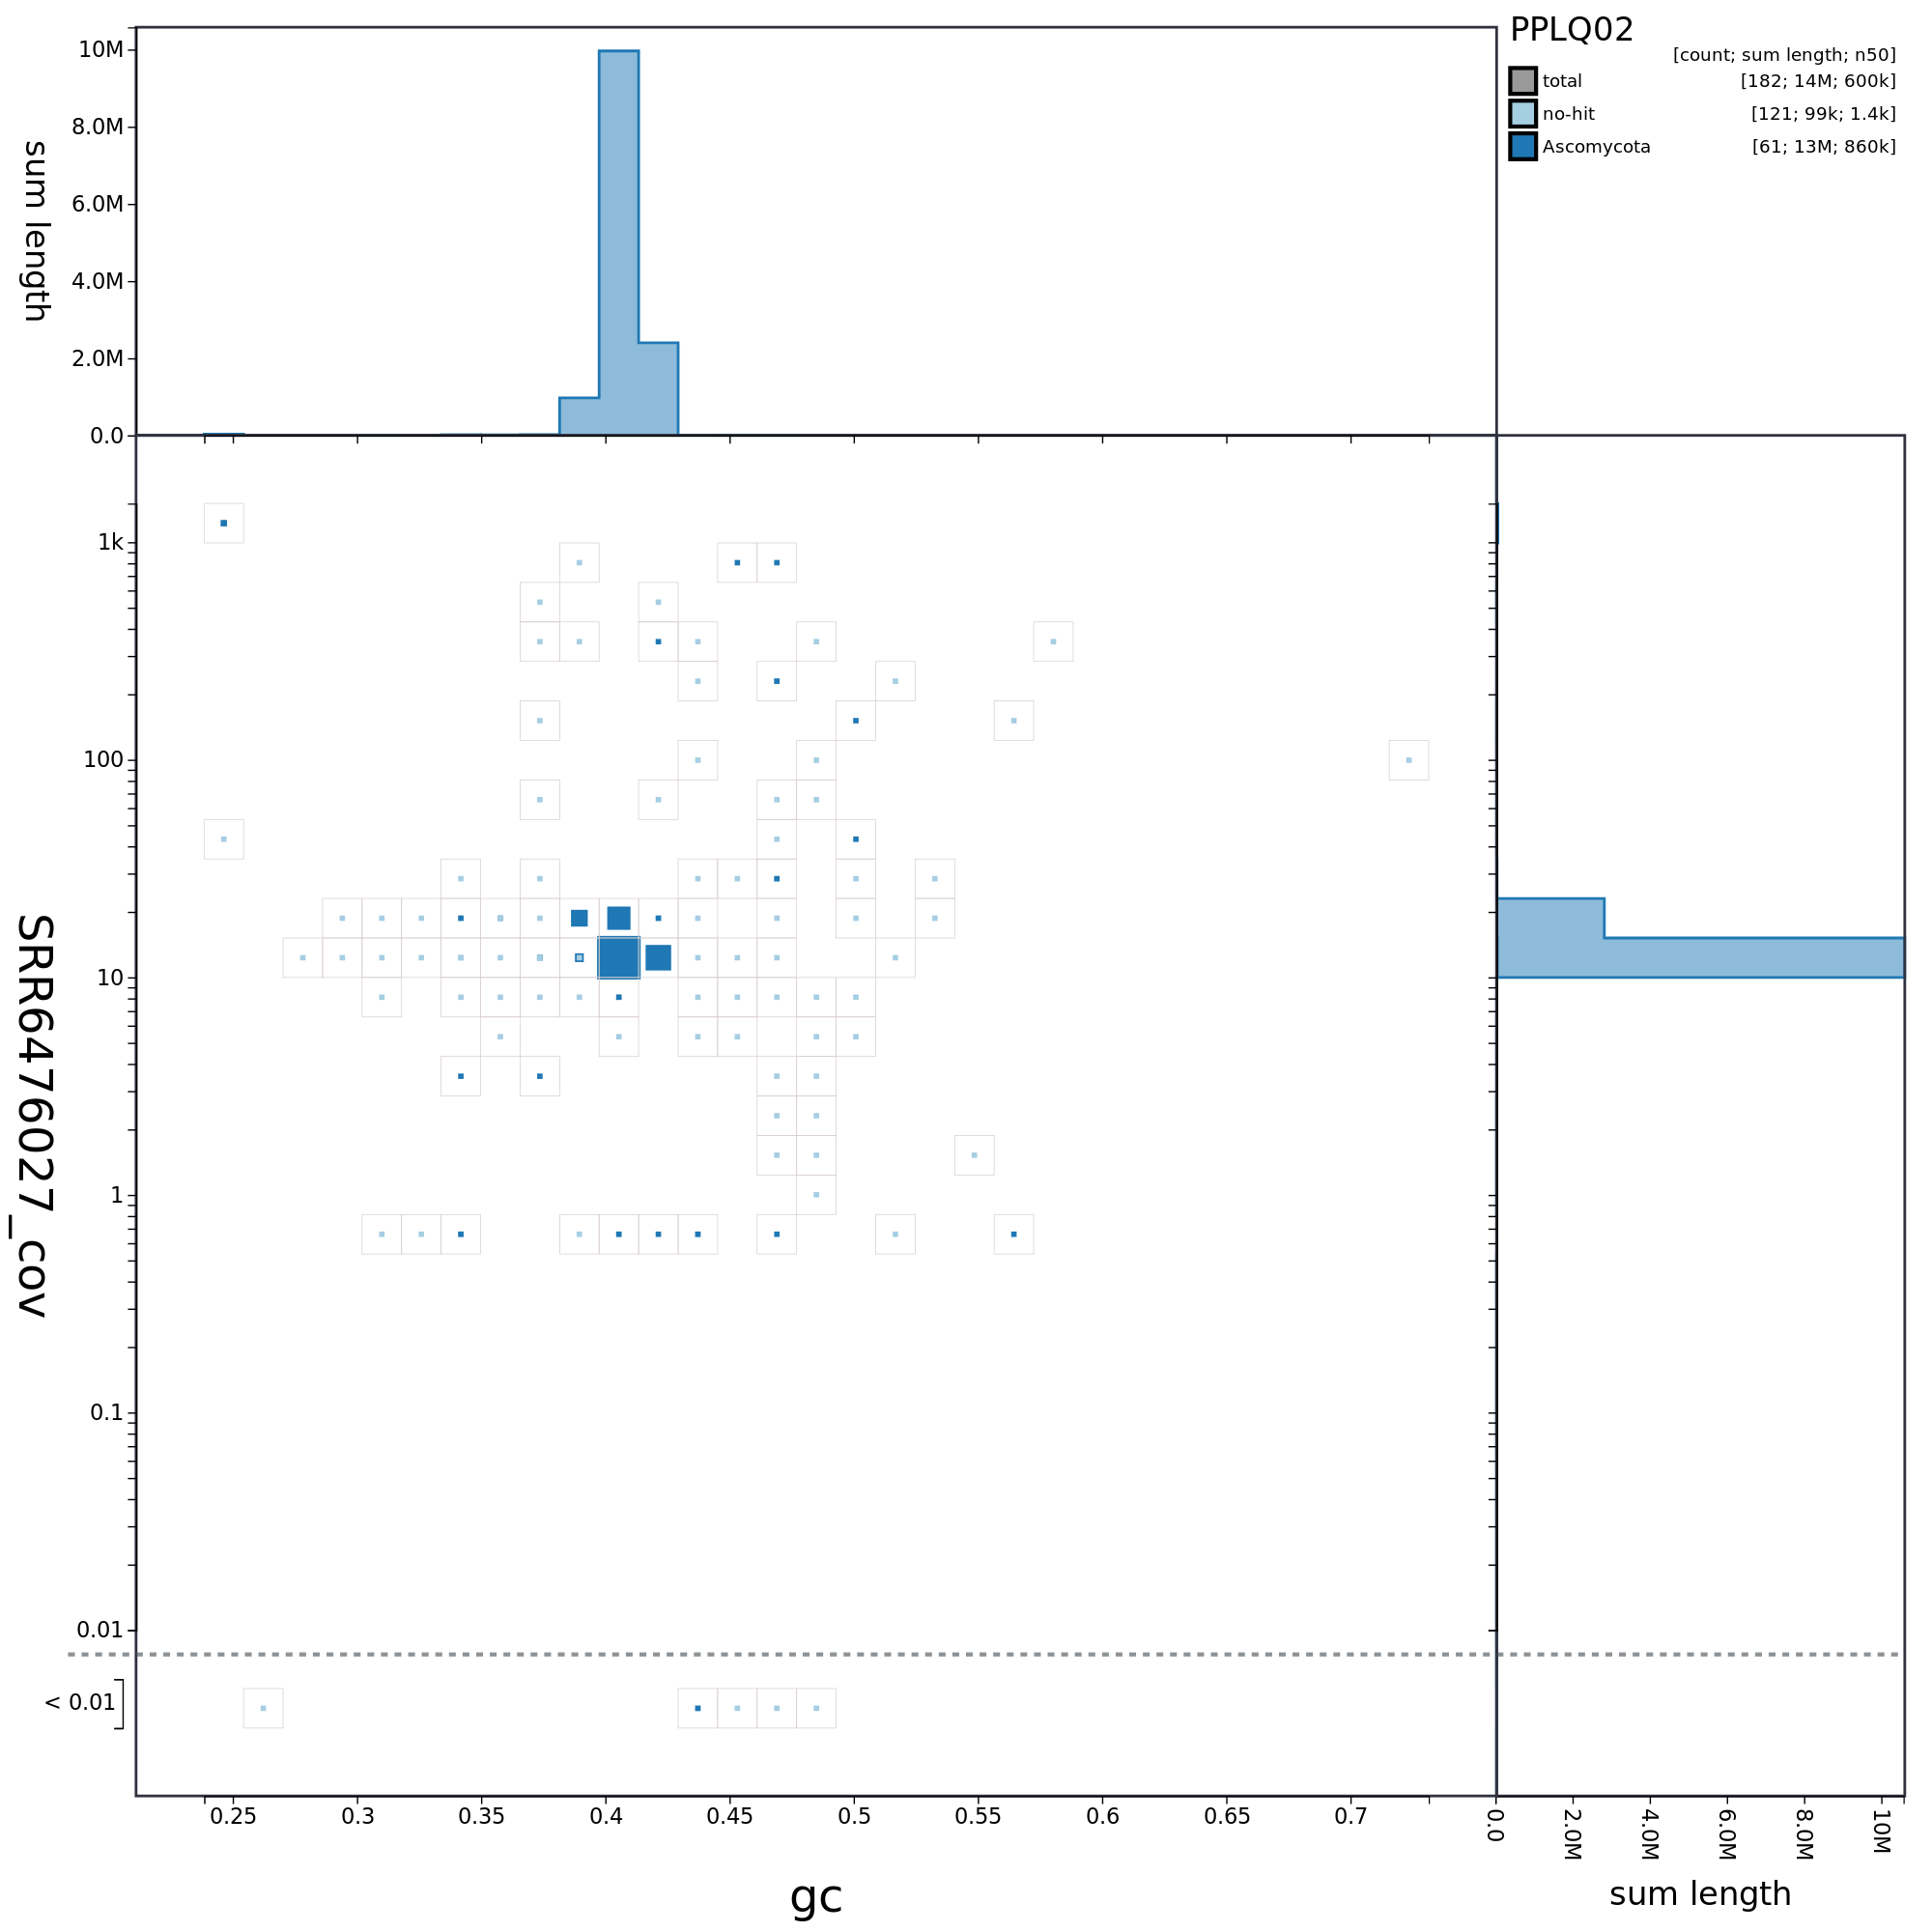 PPLQ02
[count; sum length; n50]
total [182; 14M; 600k]
no-hit [121; 99k; 1.4k]
Ascomycota [61; 13M; 860k]
sum length
10M
8.0M
6.0M
4.0M
2.0M
0.0
SRR6476027_cov
1k
100
10
1
0.1
0.01
< 0.01
0.25 0.3 0.35 0.4 0.45 0.5 0.55 0.6 0.65 0.7
gc
0.0 2.0M 4.0M 6.0M 8.0M 10M
sum length